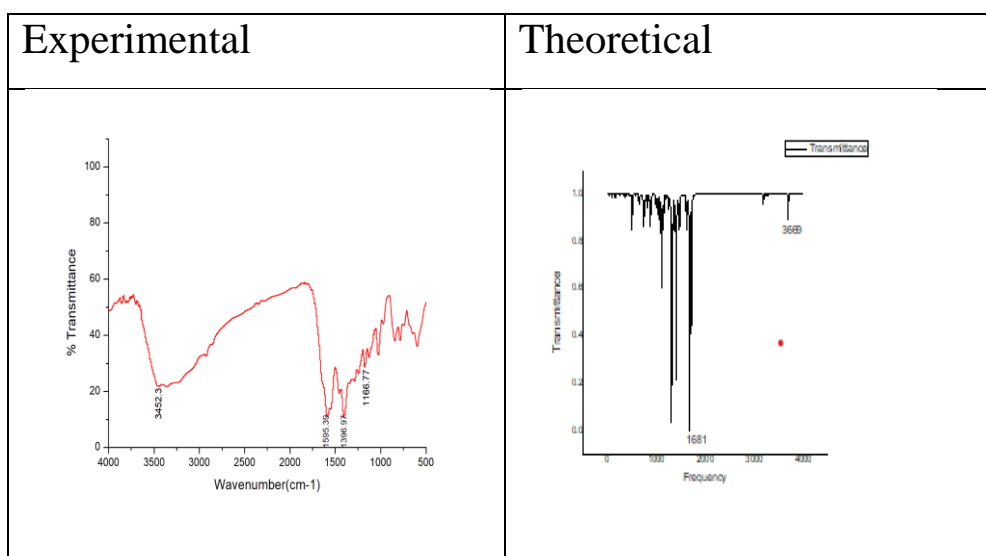 Experimental
Theoretical
100
80
60
40
20
0
% Transmittance
3452.3
1595.39
1396.97
1166.77
4000 3500 3000 2500 2000 1500 1000 500
Wavenumber(cm-1)
Transmittance
1.0
0.8
0.6
0.4
0.2
0.0
Transmittance
3669
1681
0 1000 2000 3000 4000
Frequency